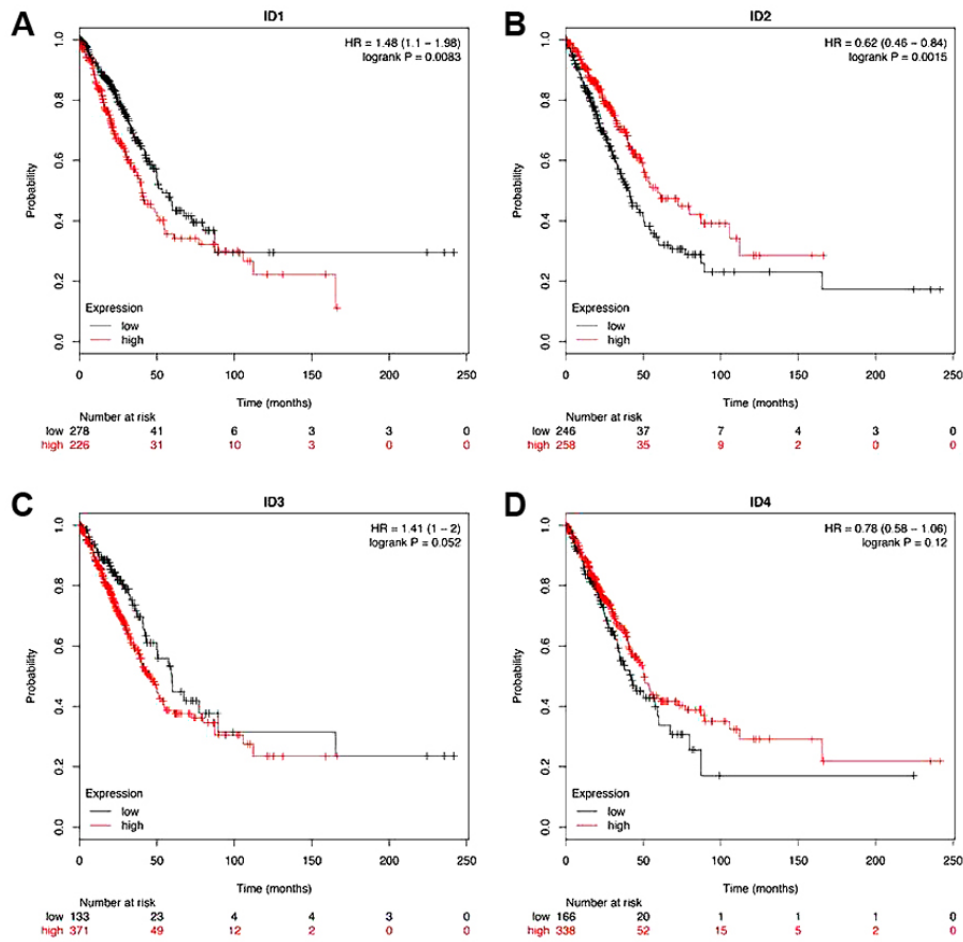 A
ID1
HR = 1.48 (1.1 − 1.98)
logrank P = 0.0083
Probability
1.0
0.8
0.6
0.4
0.2
0.0
Expression
low
high
0 50 100 150 200 250
Time (months)
Number at risk
low 278 41 6 3 3 0
high 226 31 10 3 0 0
B
ID2
HR = 0.62 (0.46 − 0.84)
logrank P = 0.0015
Probability
1.0
0.8
0.6
0.4
0.2
0.0
Expression
low
high
0 50 100 150 200 250
Time (months)
Number at risk
low 246 37 7 4 3 0
high 258 35 9 2 0 0
C
ID3
HR = 1.41 (1 − 2)
logrank P = 0.052
Probability
1.0
0.8
0.6
0.4
0.2
0.0
Expression
low
high
0 50 100 150 200 250
Time (months)
Number at risk
low 133 23 4 4 3 0
high 371 49 12 2 0 0
D
ID4
HR = 0.78 (0.58 − 1.06)
logrank P = 0.12
Probability
1.0
0.8
0.6
0.4
0.2
0.0
Expression
low
high
0 50 100 150 200 250
Time (months)
Number at risk
low 166 20 1 1 1 0
high 338 52 15 5 2 0